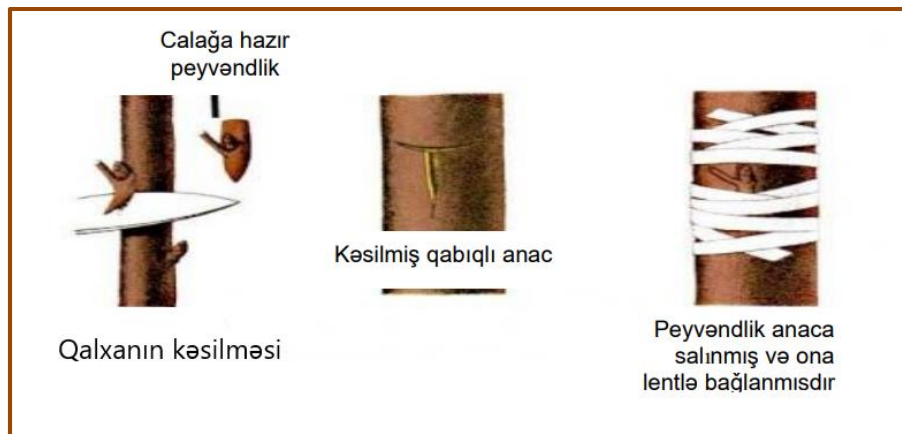 Calağa hazır
peyvəndlik
Kəsilmiş qabıqlı anac
Qalxanın kəsilməsi
Peyvəndlik anaca
salınmış və ona
lentlə bağlanmısdır